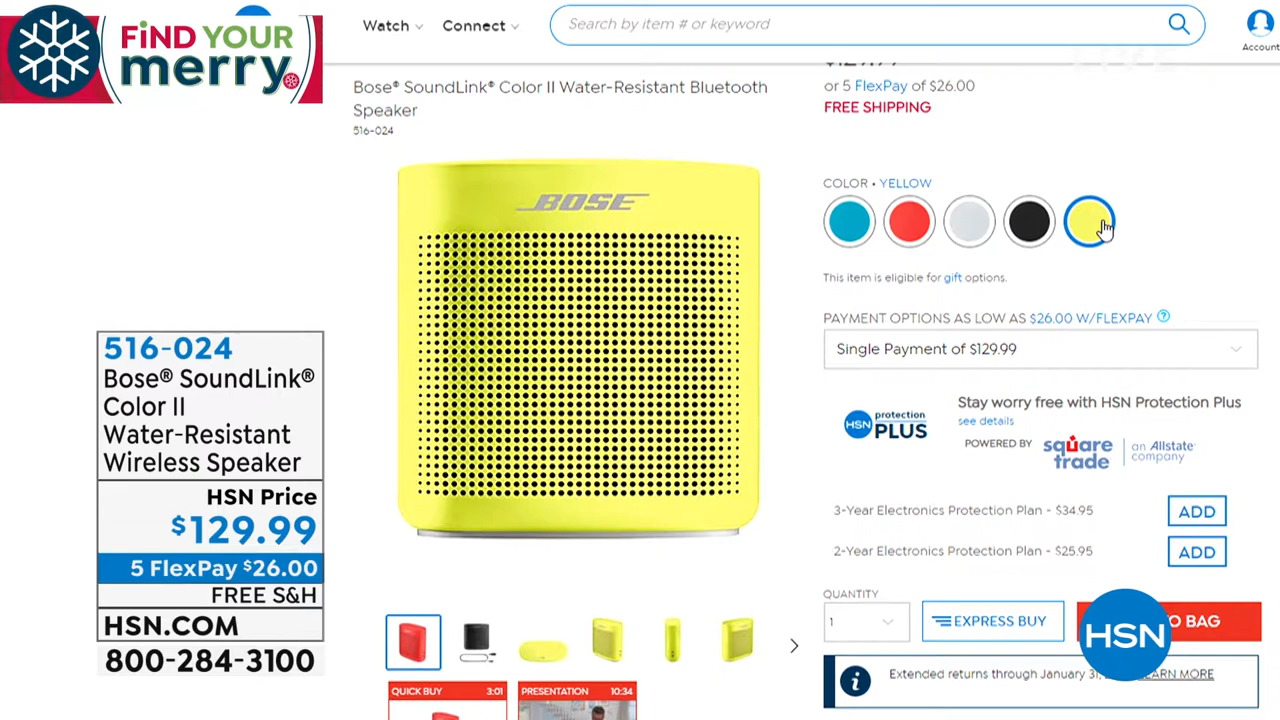 FiND YOUR
merry.
Watch
Connect
Search by item # or keyword
Account
Bose® SoundLink® Color II Water-Resistant Bluetooth
Speaker
516-024
$129.99
or 5 FlexPay of $26.00
FREE SHIPPING
BOSE
COLOR • YELLOW
This item is eligible for gift options.
PAYMENT OPTIONS AS LOW AS $26.00 W/FLEXPAY ?
Single Payment of $129.99
HSN protection PLUS
Stay worry free with HSN Protection Plus
see details
POWERED BY square trade | an Allstate company
3-Year Electronics Protection Plan - $34.95
ADD
2-Year Electronics Protection Plan - $25.95
ADD
QUANTITY
1
EXPRESS BUY
O BAG
HSN
i
Extended returns through January 31,
LEARN MORE
QUICK BUY 3:01
PRESENTATION 10:34
516-024
Bose® SoundLink®
Color II
Water-Resistant
Wireless Speaker
HSN Price
$129.99
5 FlexPay $26.00
FREE S&H
HSN.COM
800-284-3100